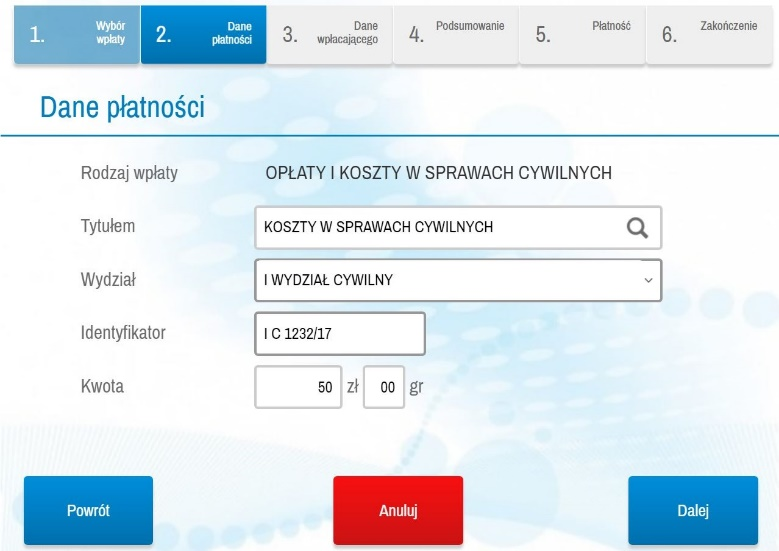 1. Wybór wpłaty
2. Dane płatności
3. Dane wpłacającego
4. Podsumowanie
5. Płatność
6. Zakończenie
Dane płatności
Rodzaj wpłaty OPŁATY I KOSZTY W SPRAWACH CYWILNYCH
Tytułem KOSZTY W SPRAWACH CYWILNYCH
Wydział I WYDZIAŁ CYWILNY
Identyfikator I C 1232/17
Kwota 50 zł 00 gr
Powrót Anuluj Dalej